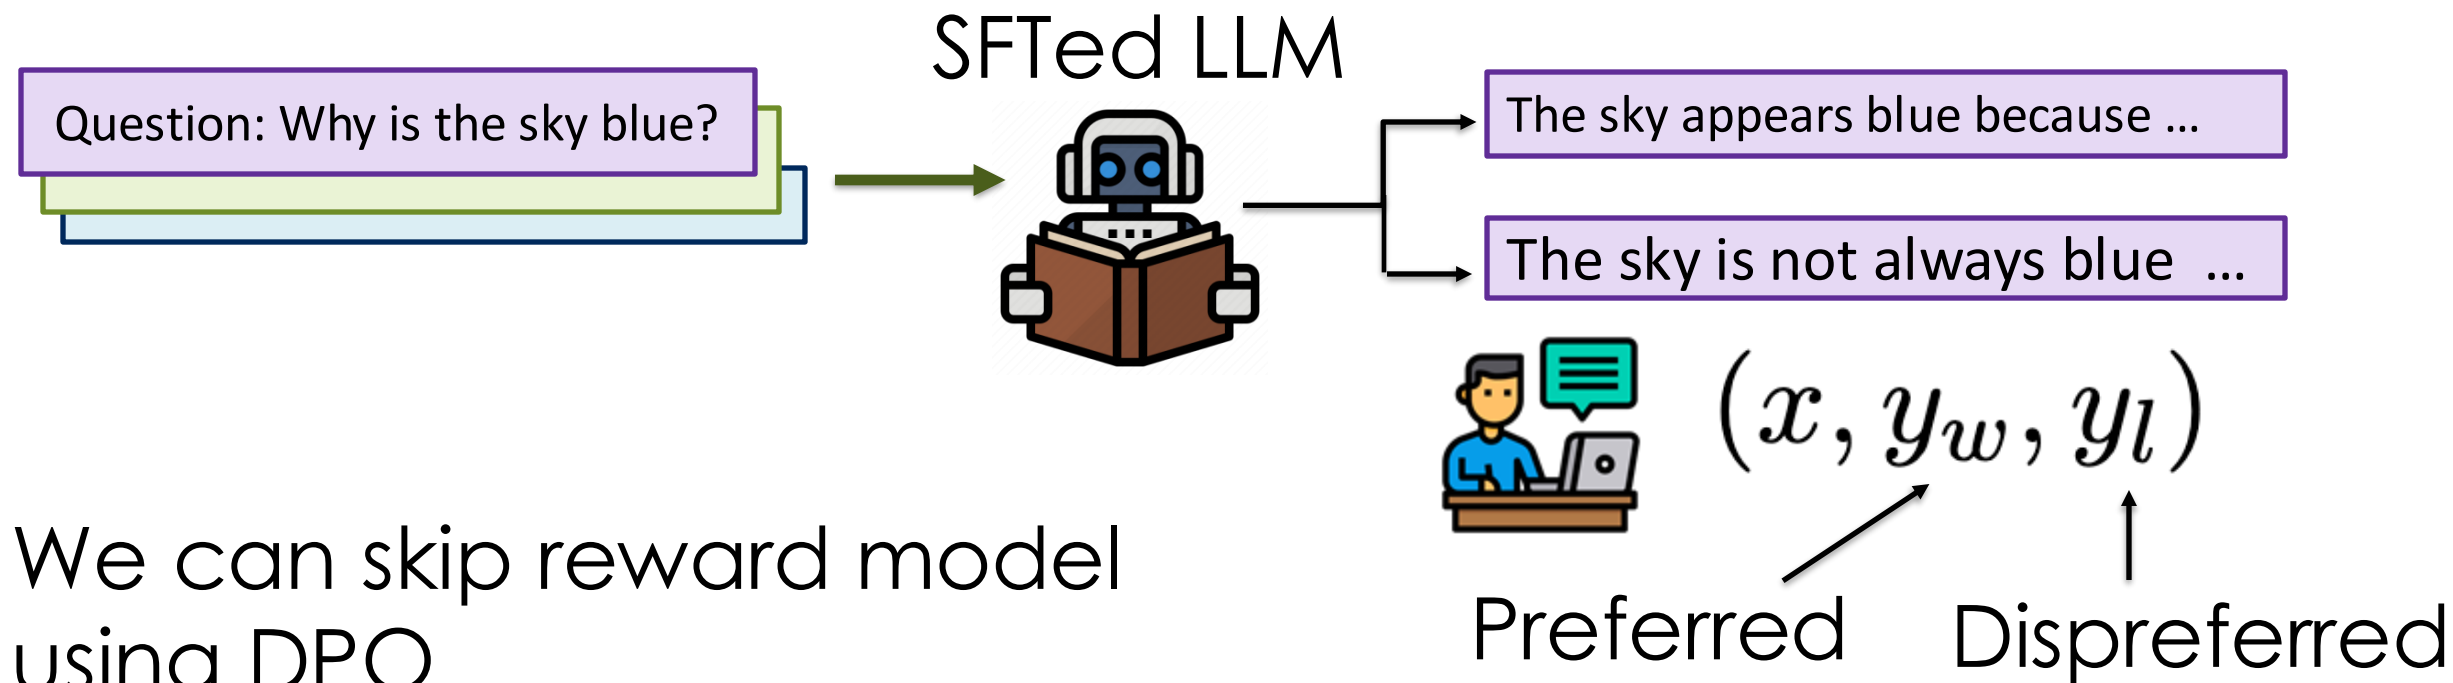 SFTed LLM
Question: Why is the sky blue?
The sky appears blue because ...
The sky is not always blue ...
(x, y_w, y_l)
Preferred
Dispreferred
We can skip reward model
using DPO